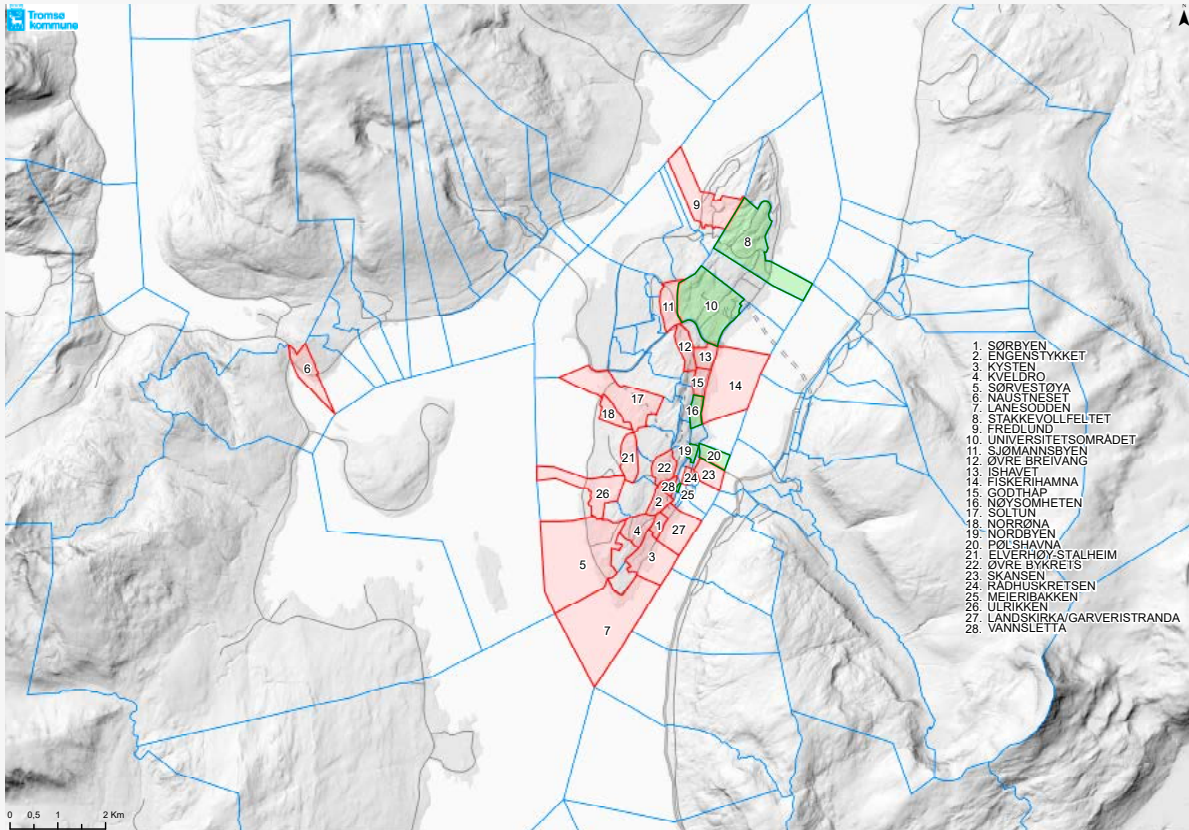 Tromsø
kommune
N
9
8
10
11
12
13
15
14
6
17
18
16
19
20
21
22
24
23
28
25
26
2
1
27
4
3
5
7
1. SØRBYEN
2. ENGENSTYKKET
3. KYSTEN
4. KVELDRO
5. SØRVESTØYA
6. NAUSTNESET
7. LANESODDEN
8. STAKKEVOLLFELTET
9. FREDLUND
10. UNIVERSITETSOMRÅDET
11. SJØMANNSBYEN
12. ØVRE BREIVANG
13. ISHAVET
14. FISKERIHAMNA
15. GODTHÅP
16. NØYSOMHETEN
17. SOLTUN
18. NORRØNA
19. NORDBYEN
20. PØLSHAVNA
21. ELVERHØY-STALHEIM
22. ØVRE BYKRETS
23. SKANSEN
24. RÅDHUSKRETSEN
25. MEIERIBAKKEN
26. ULRIKKEN
27. LANDSKIRKA/GARVERISTRANDA
28. VANNSLETTA
0 0,5 1 2 Km